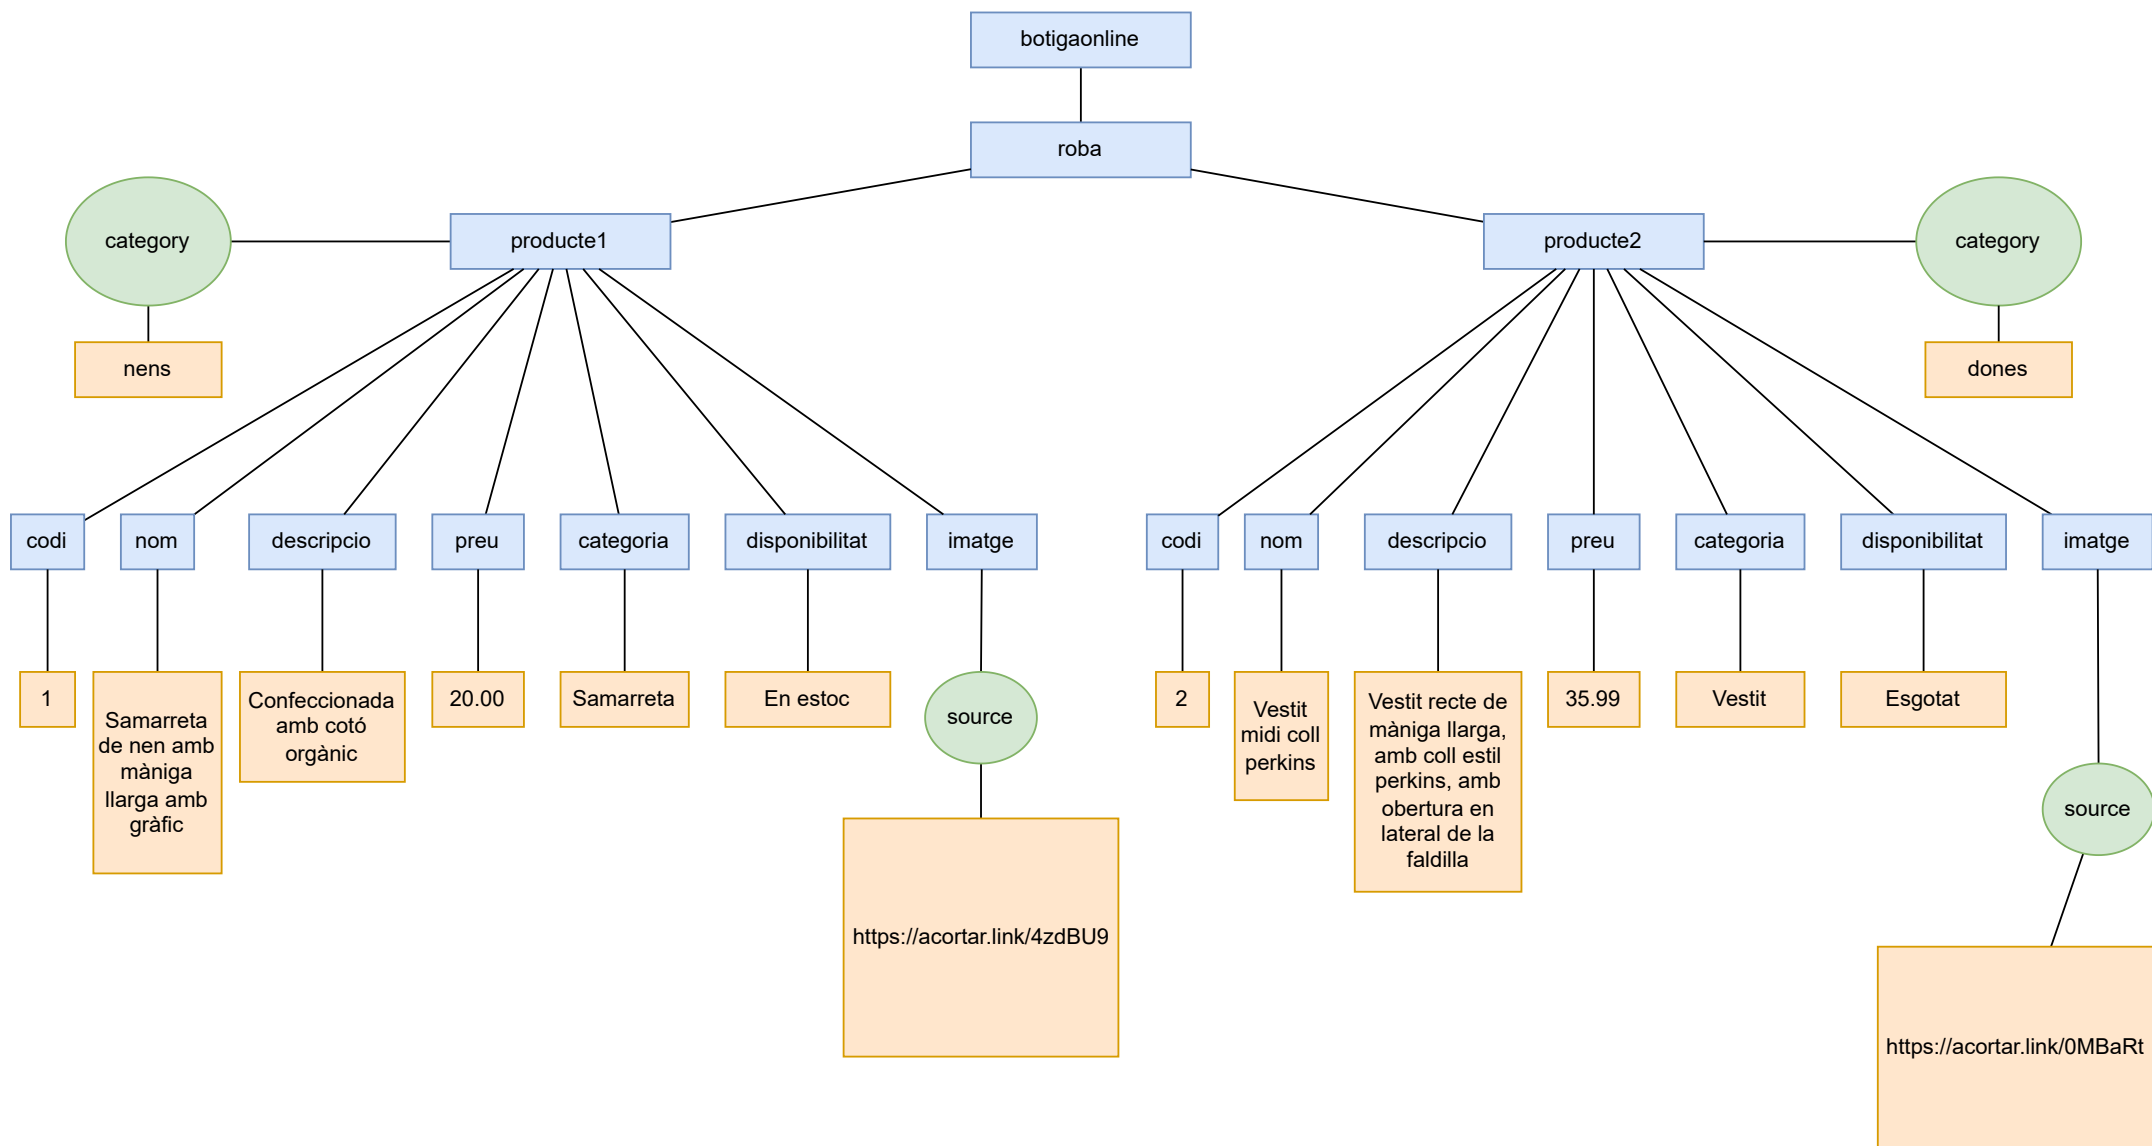 botigaonline
roba
category
producte1
producte2
category
nens
dones
codi
nom
descripcio
preu
categoria
disponibilitat
imatge
codi
nom
descripcio
preu
categoria
disponibilitat
imatge
1
Samarreta
de nen amb
màniga
llarga amb
gràfic
Confeccionada
amb cotó
orgànic
20.00
Samarreta
En estoc
source
https://acortar.link/4zdBU9
2
Vestit
midi coll
perkins
Vestit recte de
màniga llarga,
amb coll estil
perkins, amb
obertura en
lateral de la
faldilla
35.99
Vestit
Esgotat
source
https://acortar.link/0MBaRt